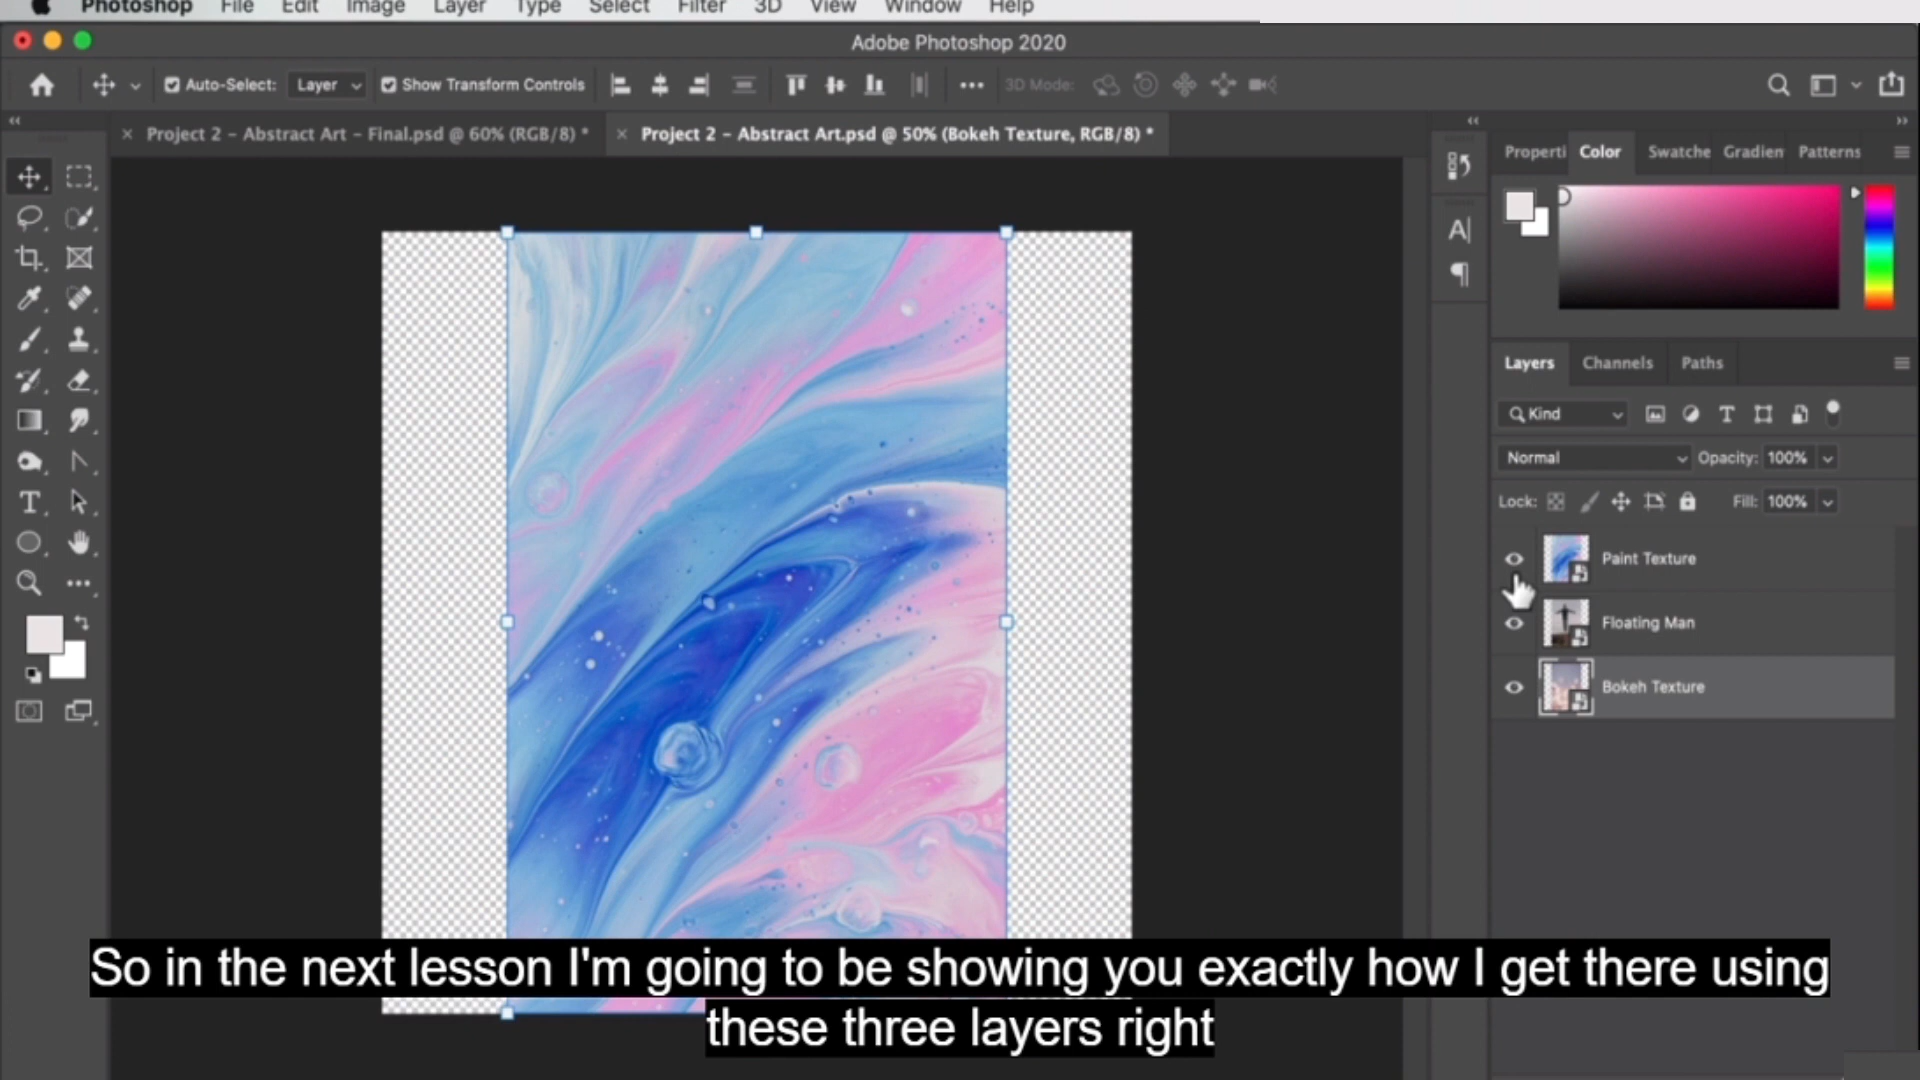 Photoshop File Edit Image Layer Type Select Filter 3D View Window Help
Adobe Photoshop 2020
Auto-Select: Layer Show Transform Controls 3D Mode:
Project 2 - Abstract Art - Final.psd @ 60% (RGB/8) *
Project 2 - Abstract Art.psd @ 50% (Bokeh Texture, RGB/8) *
Properti Color Swatche Gradien Patterns
Layers Channels Paths
Kind
Normal Opacity: 100%
Lock: Fill: 100%
Paint Texture
Floating Man
Bokeh Texture
So in the next lesson I'm going to be showing you exactly how I get there using
these three layers right